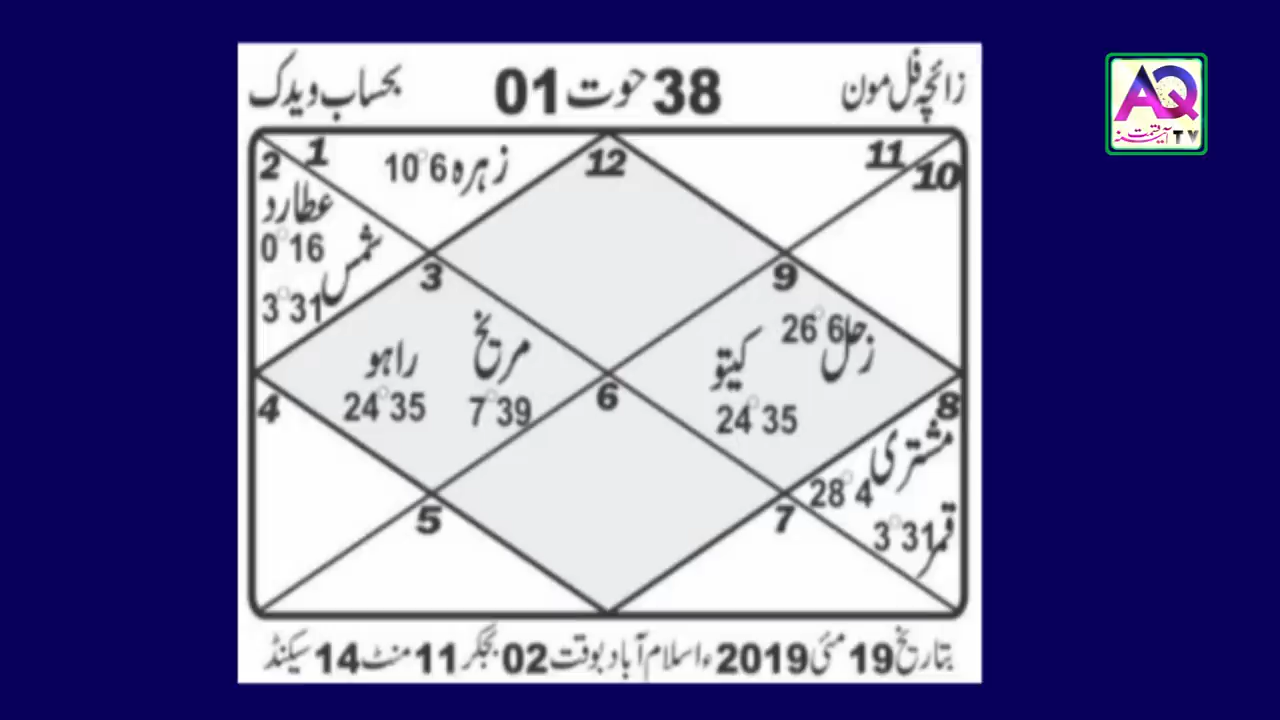 زائچہ فل مون
38 حوت 01
بحساب ویدک
AQ
آئینہ قسمت TV
12
11
10
1
2
زہرہ 6°10
عطارد
0°16
شمس
3°31
3
9
زحل 6°26
کیتو
24°35
مریخ
7°39
راہو
24°35
6
4
8
مشتری
28°4
قمر
3°31
5
7
بتاریخ 19 مئی 2019ء اسلام آباد بوقت 02 بجکر 11 منٹ 14 سیکنڈ